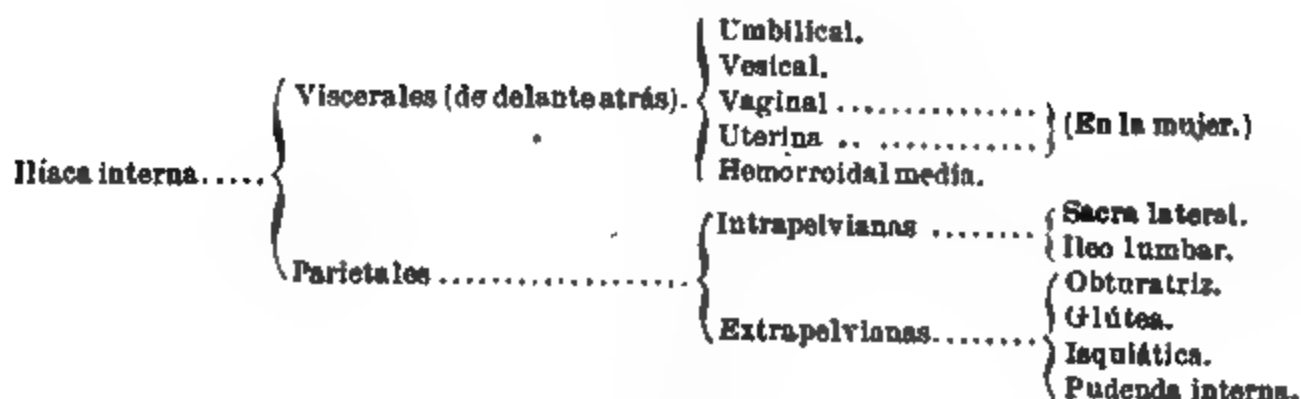 Ilíaca interna.....
Viscerales (de delante atrás).
Umbilical.
Vesical.
Vaginal ..............
Uterina .. ............
(En la mujer.)
Hemorroidal media.
Parietales ..................
Intrapelvianas ........
Sacra lateral.
Ileo lumbar.
Extrapelvianas........
Obturatriz.
Glútea.
Isquiática.
Pudenda interna.